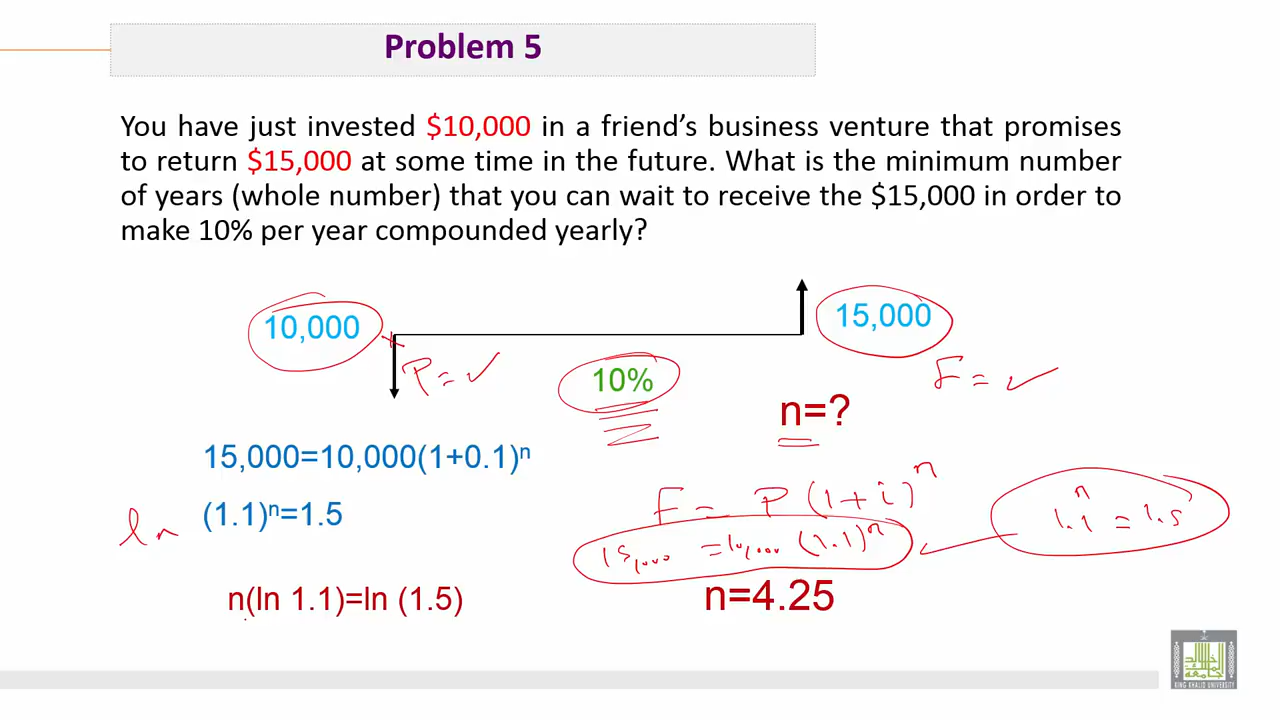 Problem 5
You have just invested $10,000 in a friend’s business venture that promises
to return $15,000 at some time in the future. What is the minimum number
of years (whole number) that you can wait to receive the $15,000 in order to
make 10% per year compounded yearly?
10,000
15,000
P = ✓
10%
F = ✓
n=?
15,000=10,000(1+0.1)ⁿ
F = P (1+i)ⁿ
ln (1.1)ⁿ=1.5
1.1ⁿ = 1.5
15,000 = 10,000 (1.1)ⁿ
n(ln 1.1)=ln (1.5)
n=4.25
KING KHALID UNIVERSITY